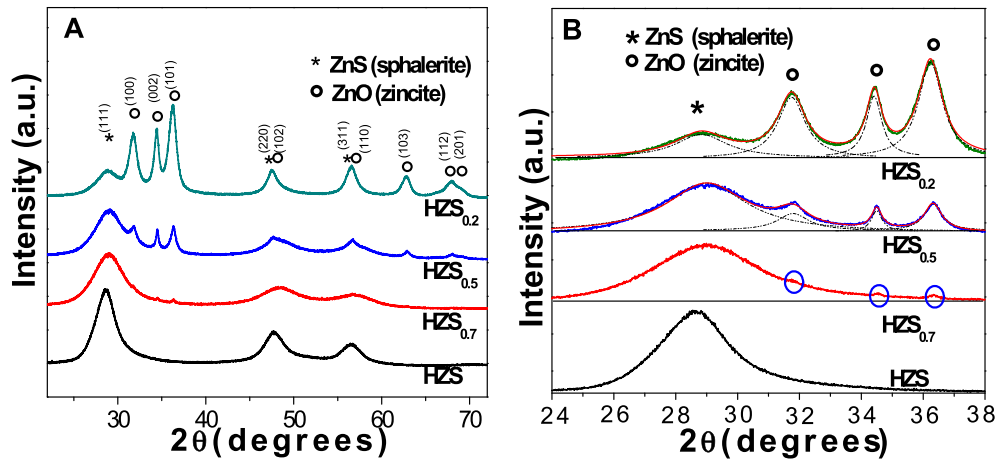 A
* ZnS (sphalerite)
o ZnO (zincite)
(111)
(100)
(002)
(101)
(220)
(102)
(311)
(110)
(103)
(112)
(201)
HZS0.2
HZS0.5
HZS0.7
HZS
Intensity (a.u.)
30 40 50 60 70
2θ (degrees)
B
* ZnS (sphalerite)
o ZnO (zincite)
HZS0.2
HZS0.5
HZS0.7
HZS
Intensity (a.u.)
24 26 28 30 32 34 36 38
2θ (degrees)